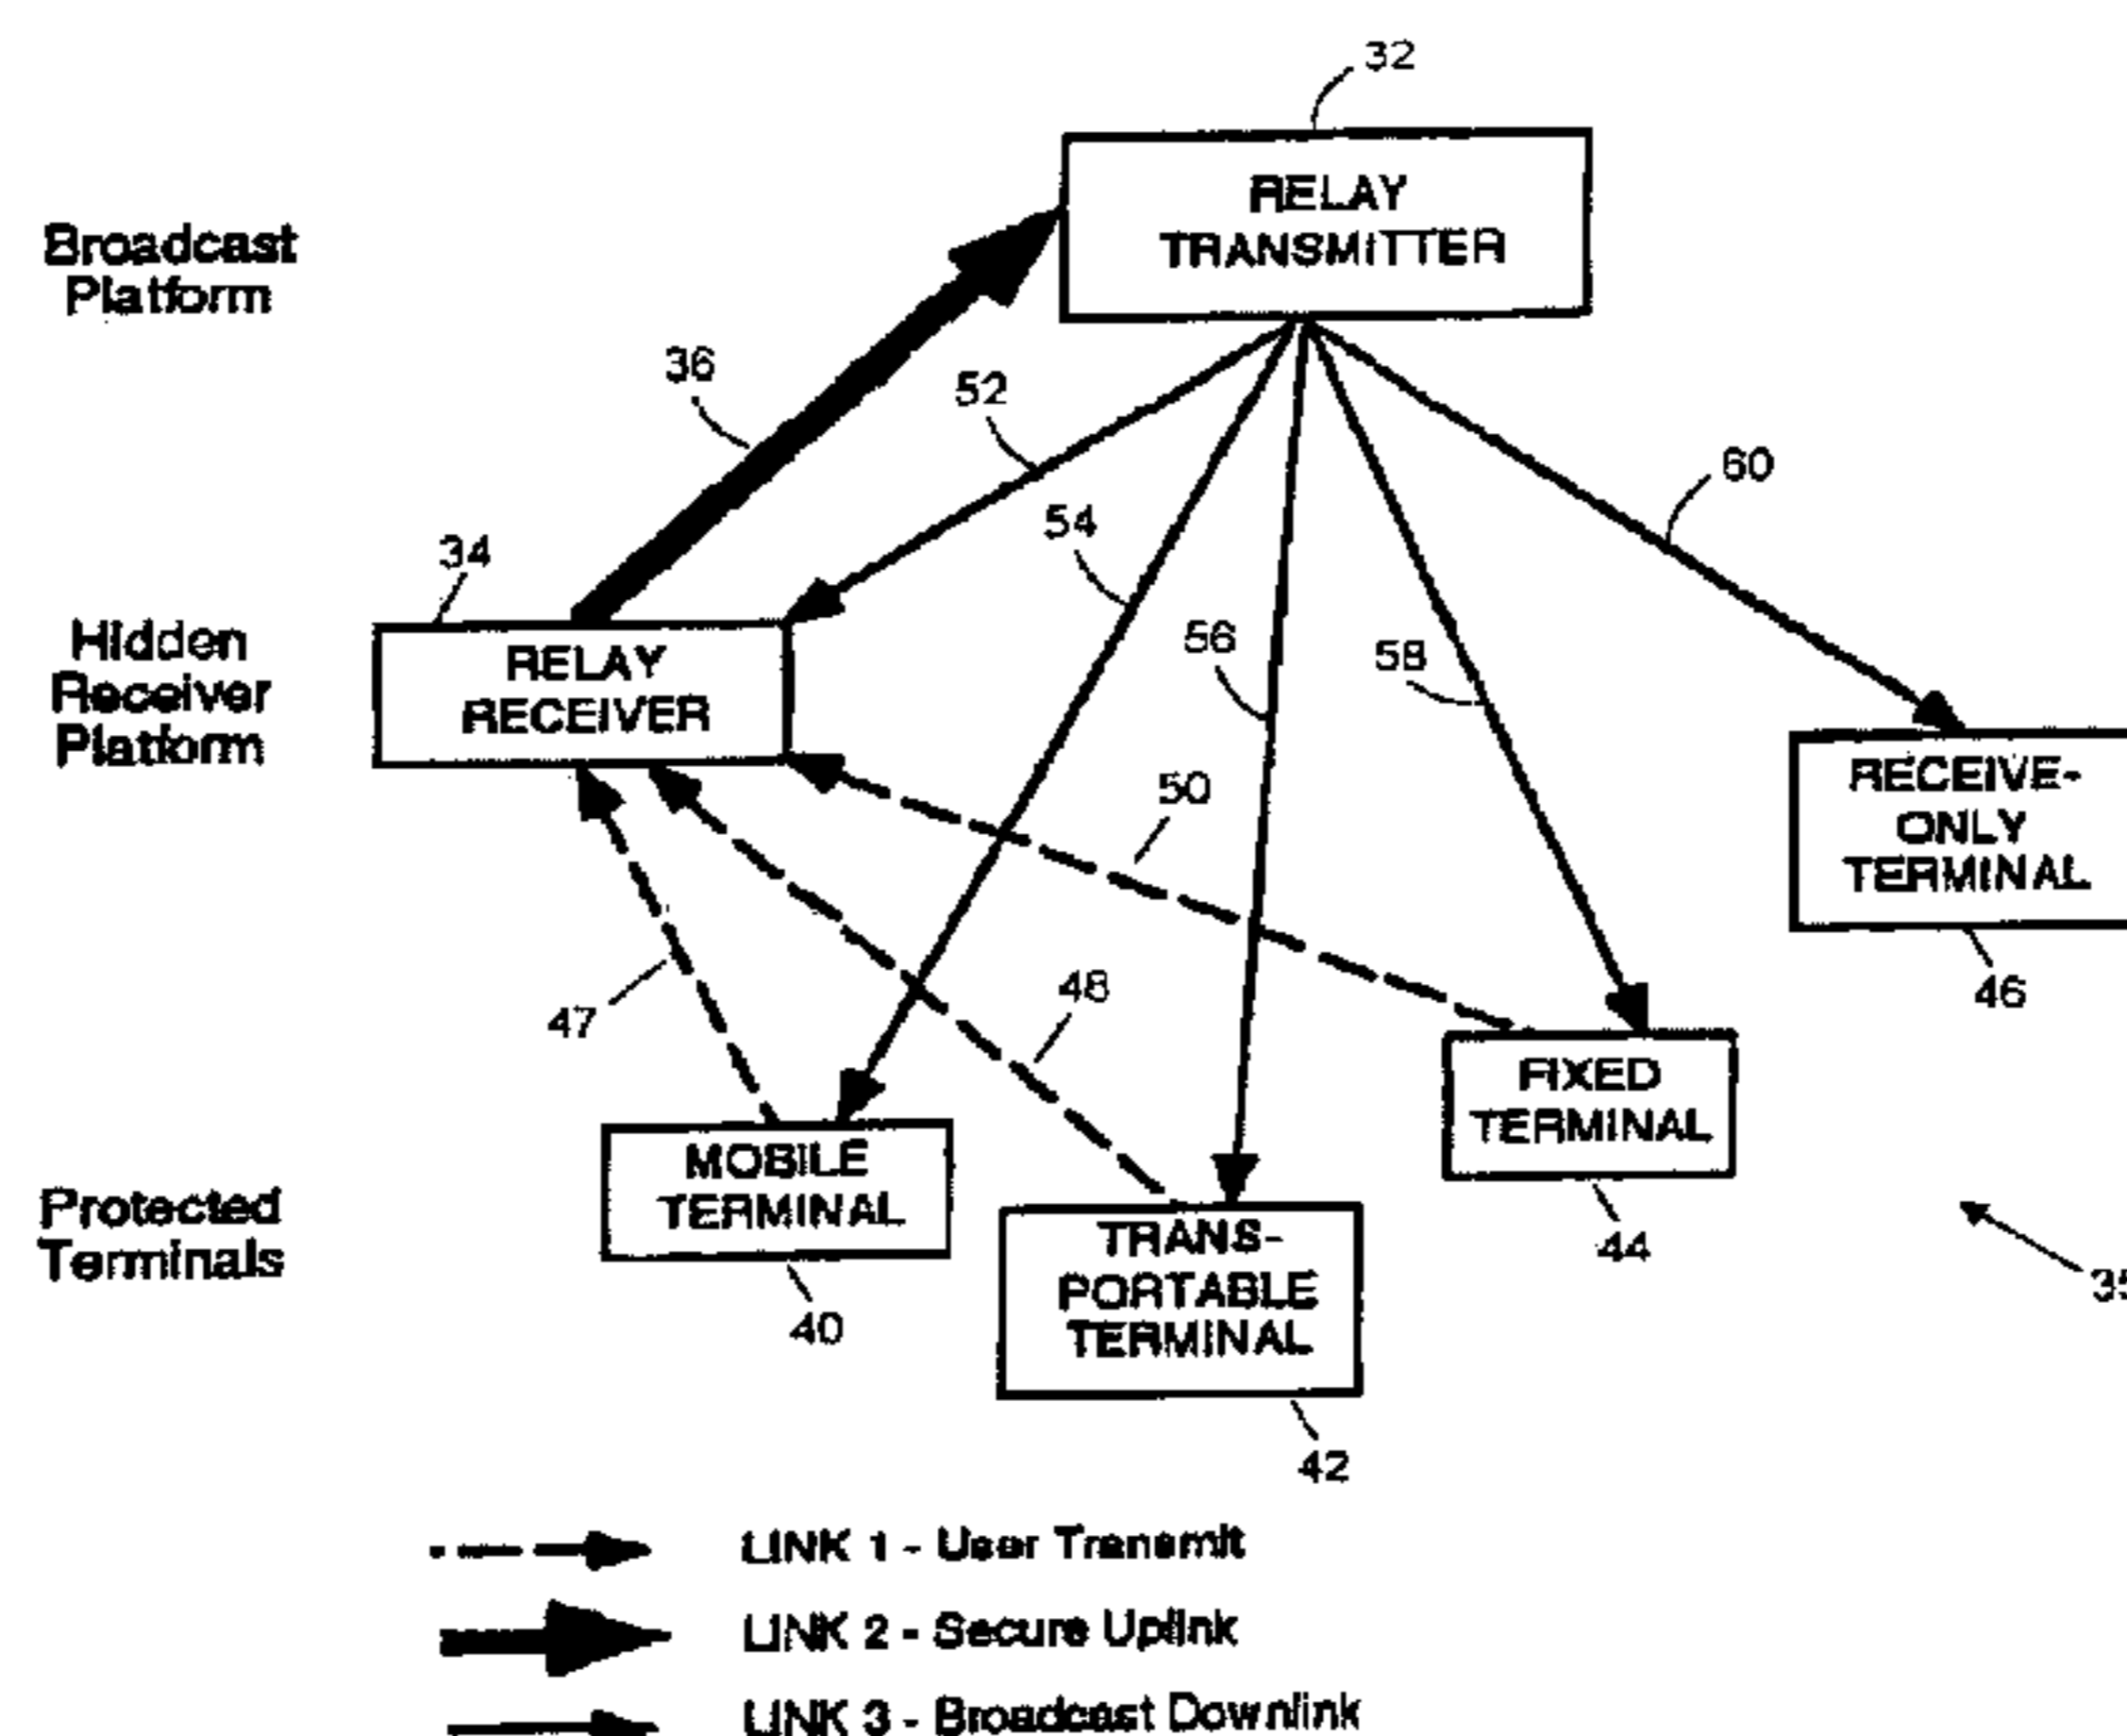 32
RELAY
TRANSMITTER
Broadcast
Platform
36
52
60
54
34
Hidden
Receiver
Platform
RELAY
RECEIVER
56
58
50
RECEIVE-
ONLY
TERMINAL
46
47
48
FIXED
TERMINAL
44
MOBILE
TERMINAL
40
Protected
Terminals
TRANS-
PORTABLE
TERMINAL
42
LINK 1 - User Transmit
LINK 2 - Secure Uplink
LINK 3 - Broadcast Downlink